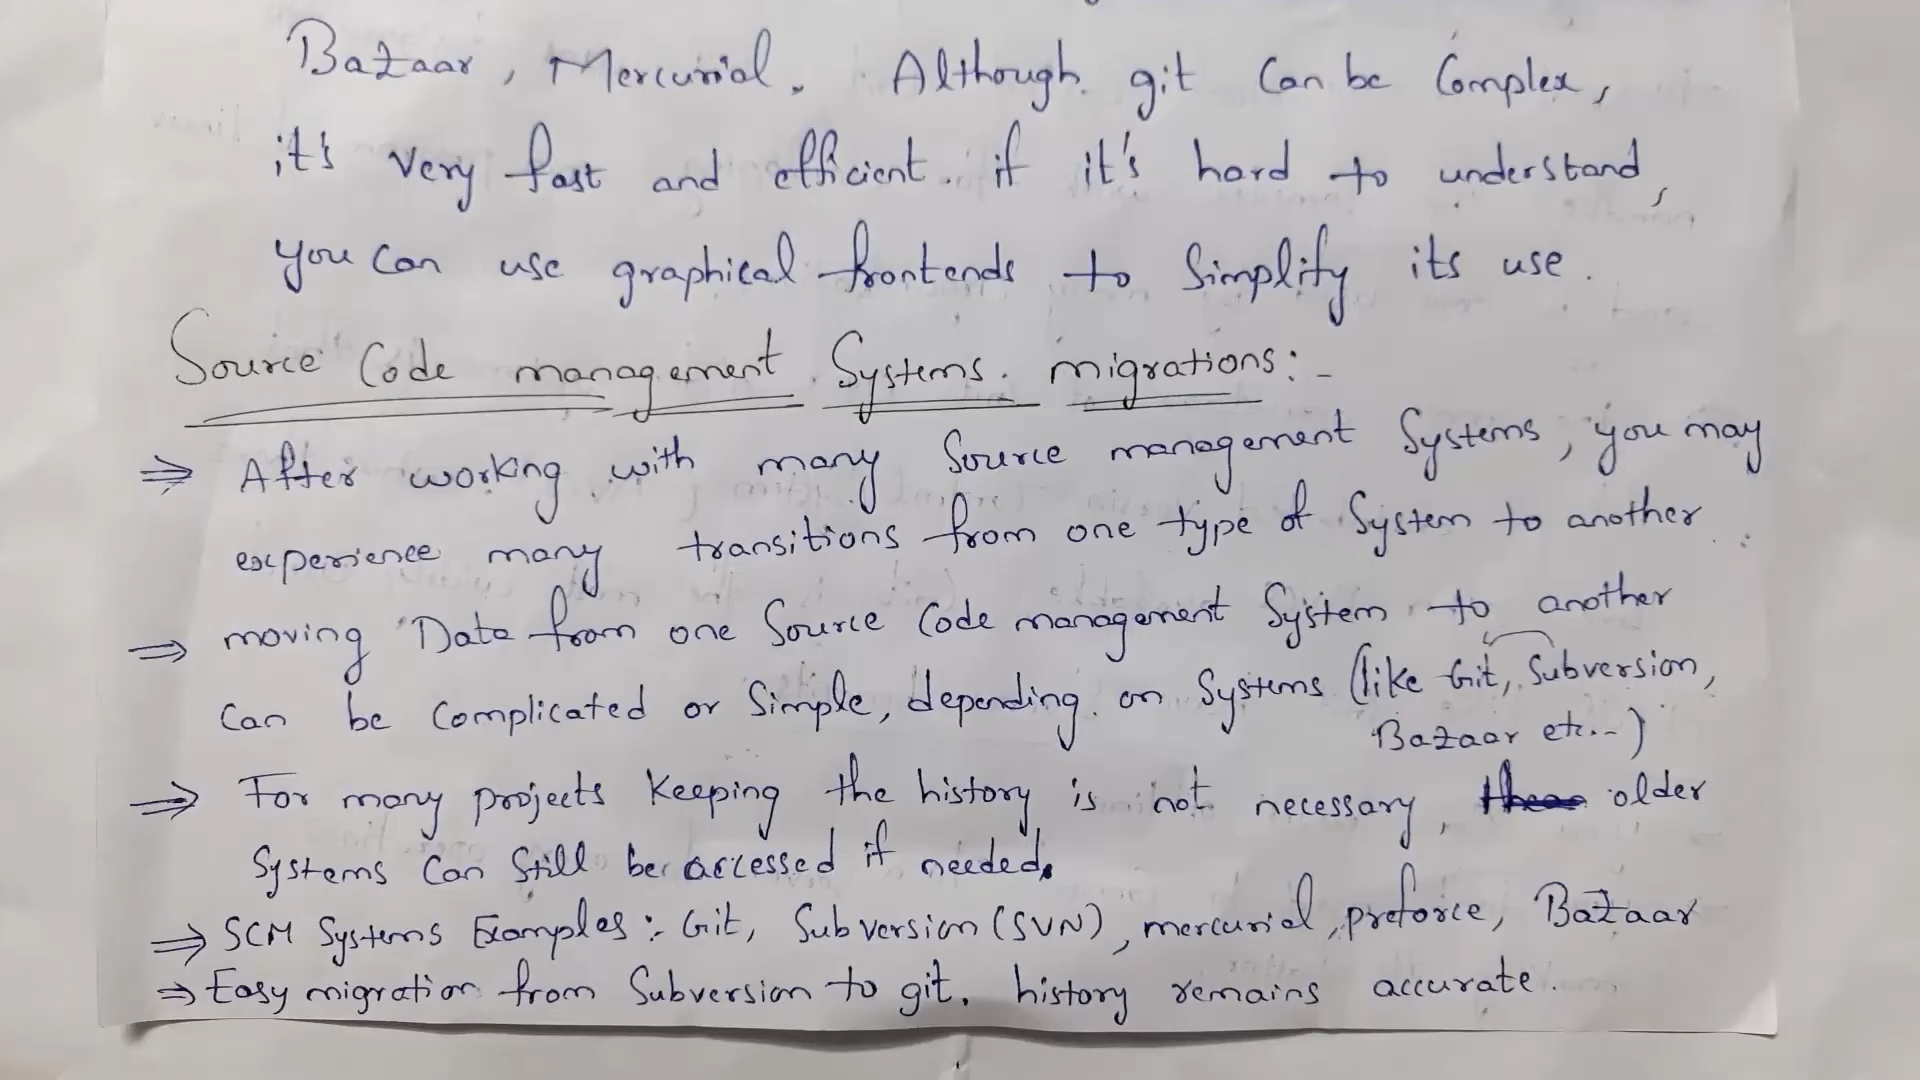 Bazaar, Mercurial. Although git can be complex,
it's very fast and efficient. if it's hard to understand,
you can use graphical frontends to simplify its use.
Source Code management Systems migrations:-
⇒ After working with many source management systems, you may
experience many transitions from one type of system to another
⇒ moving Data from one source code management system to another
can be complicated or simple, depending on systems (like Git, Subversion,
Bazaar etc..)
⇒ For many projects keeping the history is not necessary, older
systems can still be accessed if needed.
⇒ SCM Systems Examples:- Git, Subversion (SVN), mercurial, preforce, Bazaar
⇒ Easy migration from Subversion to git. history remains accurate.